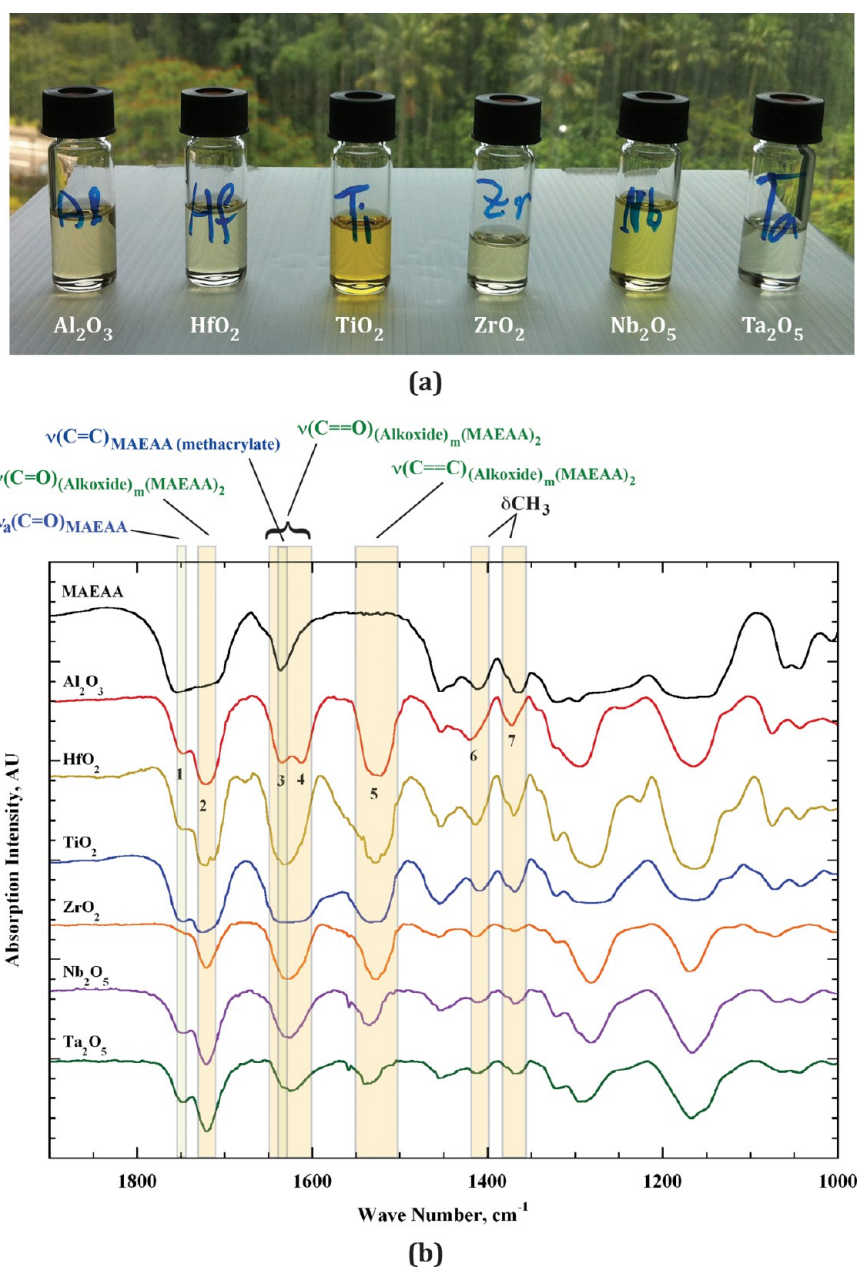 Al
Hf
Ti
Zr
Nb
Ta
Al₂O₃
HfO₂
TiO₂
ZrO₂
Nb₂O₅
Ta₂O₅
(a)
ν(C=C)MAEAA (methacrylate)
ν(C==O)(Alkoxide)m(MAEAA)₂
ν(C=O)(Alkoxide)m(MAEAA)₂
ν(C==C)(Alkoxide)m(MAEAA)₂
νa(C=O)MAEAA
δCH₃
MAEAA
Al₂O₃
HfO₂
TiO₂
ZrO₂
Nb₂O₅
Ta₂O₅
1
2
3
4
5
6
7
Absorption Intensity, AU
1800
1600
1400
1200
1000
Wave Number, cm⁻¹
(b)